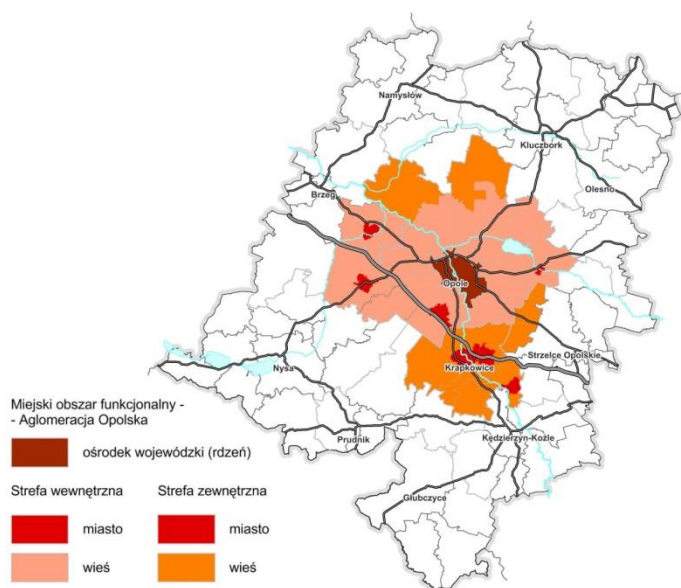 Namysłów
Kluczbork
Olesno
Brzeg
Opole
Strzelce Opolskie
Krapkowice
Nysa
Prudnik
Kędzierzyn-Koźle
Głubczyce
Miejski obszar funkcjonalny -
- Aglomeracja Opolska
ośrodek wojewódzki (rdzeń)
Strefa wewnętrzna
Strefa zewnętrzna
miasto
miasto
wieś
wieś